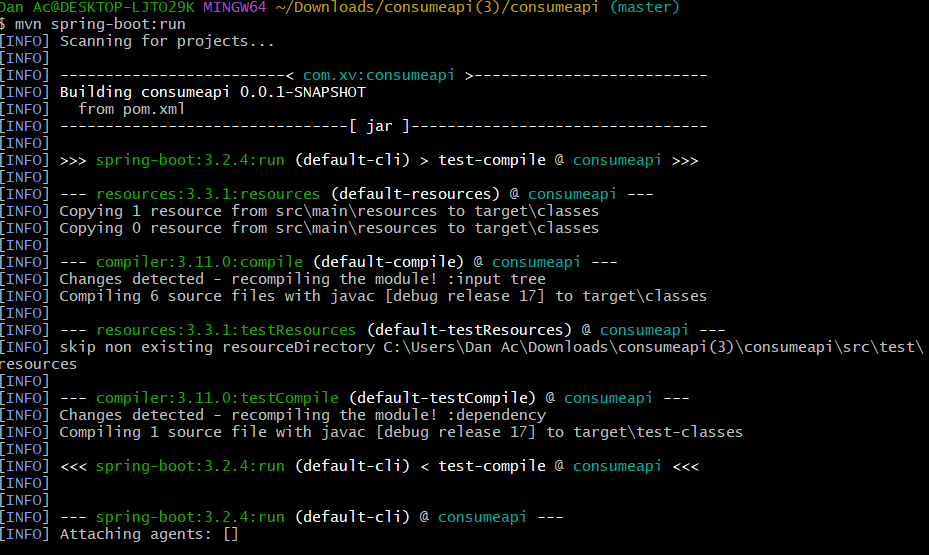 Dan Ac@DESKTOP-LJTO29K MINGW64 ~/Downloads/consumeapi(3)/consumeapi (master)
$ mvn spring-boot:run
[INFO] Scanning for projects...
[INFO]
[INFO] -------------------------< com.xv:consumeapi >--------------------------
[INFO] Building consumeapi 0.0.1-SNAPSHOT
[INFO]   from pom.xml
[INFO] --------------------------------[ jar ]---------------------------------
[INFO]
[INFO] >>> spring-boot:3.2.4:run (default-cli) > test-compile @ consumeapi >>>
[INFO]
[INFO] --- resources:3.3.1:resources (default-resources) @ consumeapi ---
[INFO] Copying 1 resource from src\main\resources to target\classes
[INFO] Copying 0 resource from src\main\resources to target\classes
[INFO]
[INFO] --- compiler:3.11.0:compile (default-compile) @ consumeapi ---
[INFO] Changes detected - recompiling the module! :input tree
[INFO] Compiling 6 source files with javac [debug release 17] to target\classes
[INFO]
[INFO] --- resources:3.3.1:testResources (default-testResources) @ consumeapi ---
[INFO] skip non existing resourceDirectory C:\Users\Dan Ac\Downloads\consumeapi(3)\consumeapi\src\test\
resources
[INFO]
[INFO] --- compiler:3.11.0:testCompile (default-testCompile) @ consumeapi ---
[INFO] Changes detected - recompiling the module! :dependency
[INFO] Compiling 1 source file with javac [debug release 17] to target\test-classes
[INFO]
[INFO] <<< spring-boot:3.2.4:run (default-cli) < test-compile @ consumeapi <<<
[INFO]
[INFO]
[INFO] --- spring-boot:3.2.4:run (default-cli) @ consumeapi ---
[INFO] Attaching agents: []